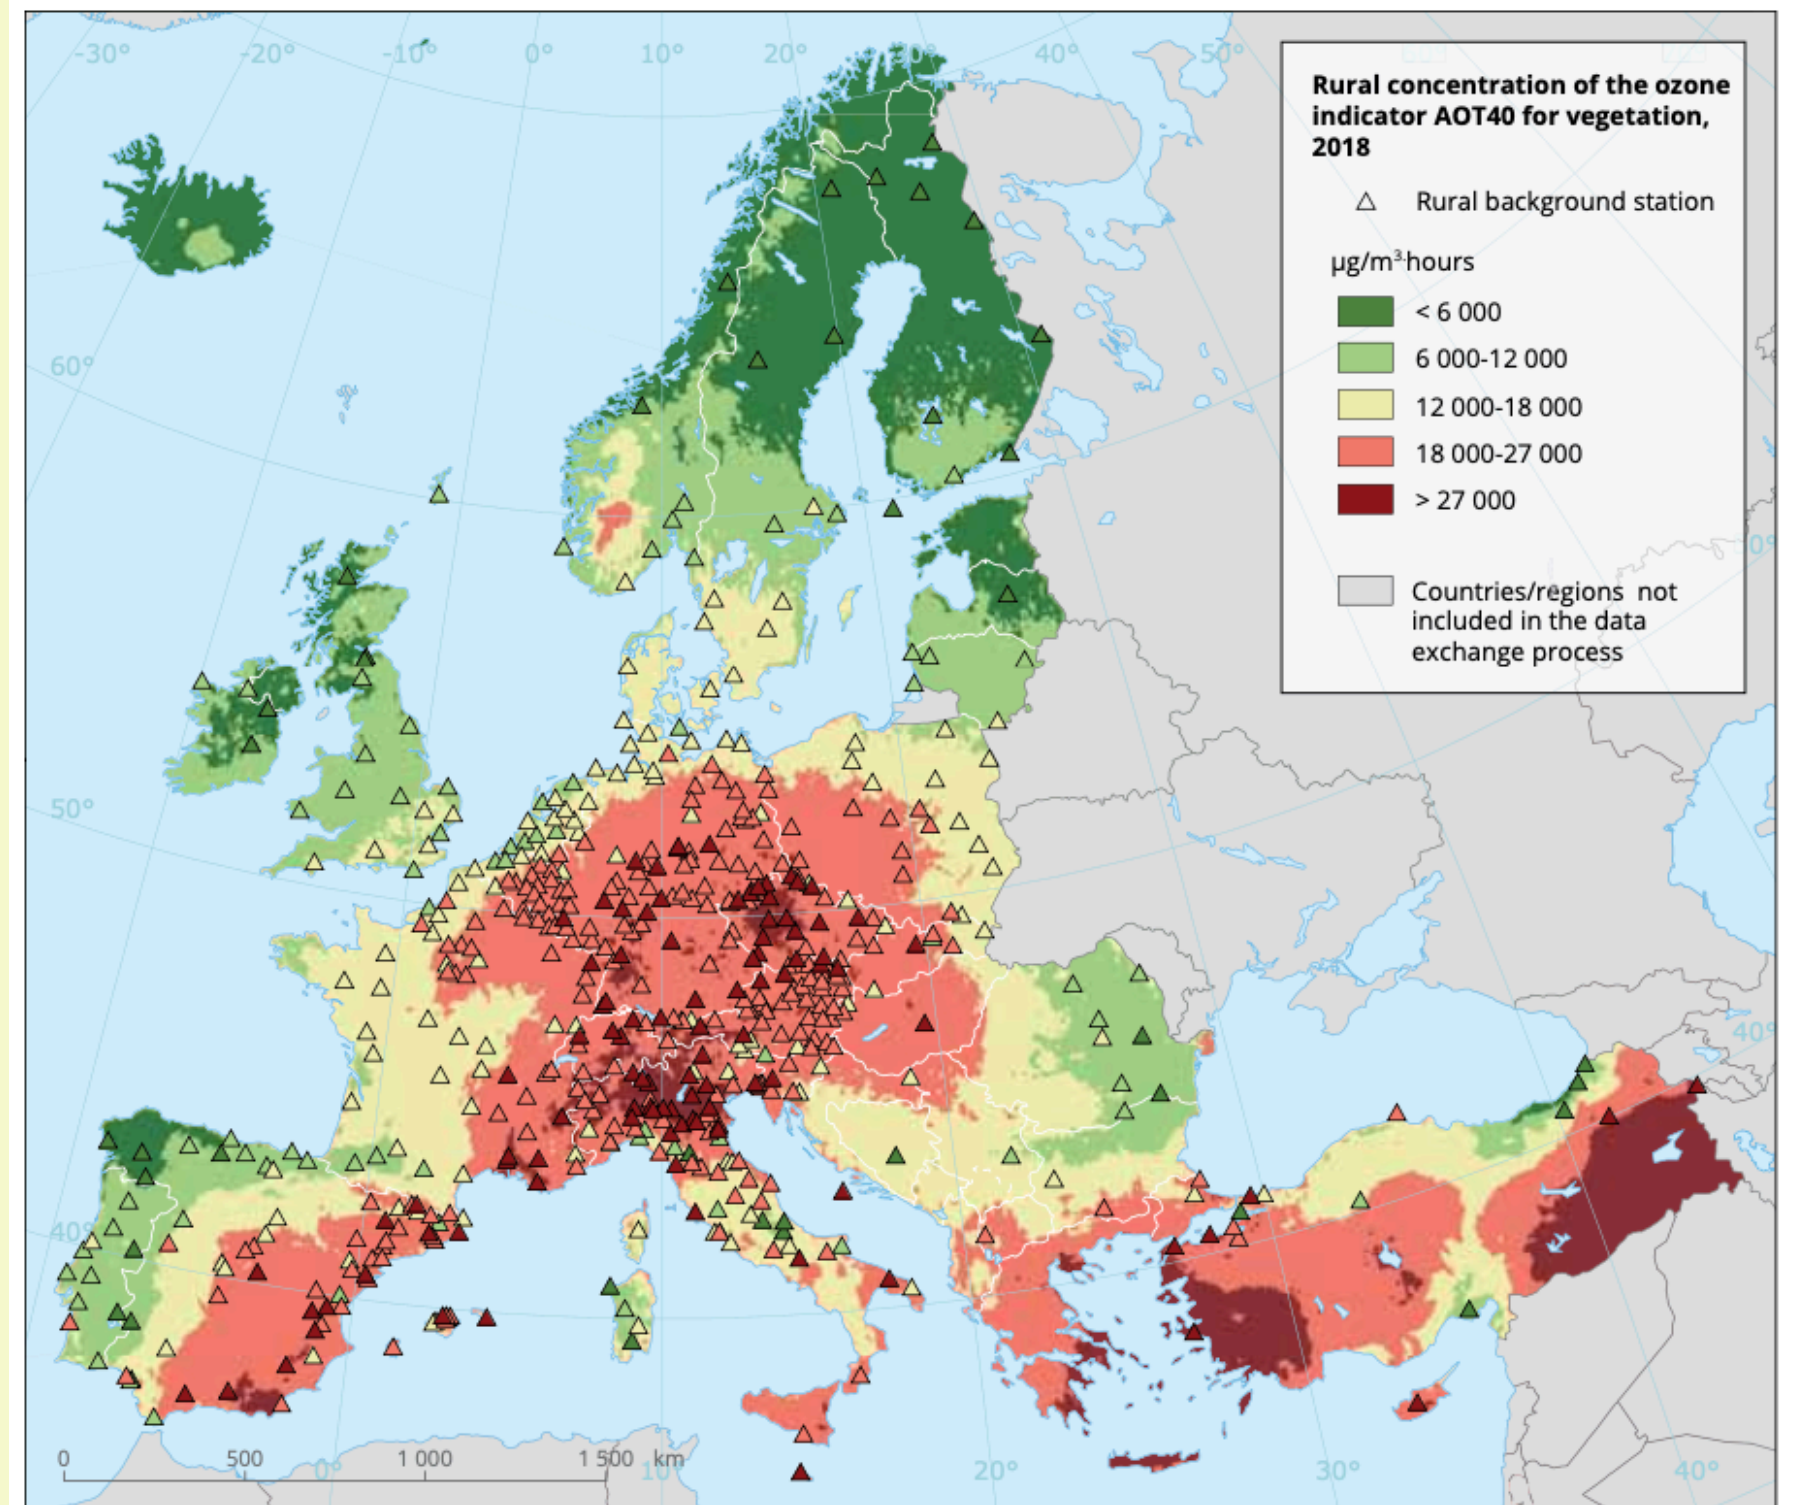 -30°
-20°
-10°
0°
10°
20°
30°
40°
50°
Rural concentration of the ozone
indicator AOT40 for vegetation,
2018
Rural background station
µg/m³·hours
< 6 000
6 000-12 000
12 000-18 000
18 000-27 000
> 27 000
Countries/regions not
included in the data
exchange process
60°
50°
40°
40°
0
500
1 000
1 500
km
0°
10°
20°
30°
40°